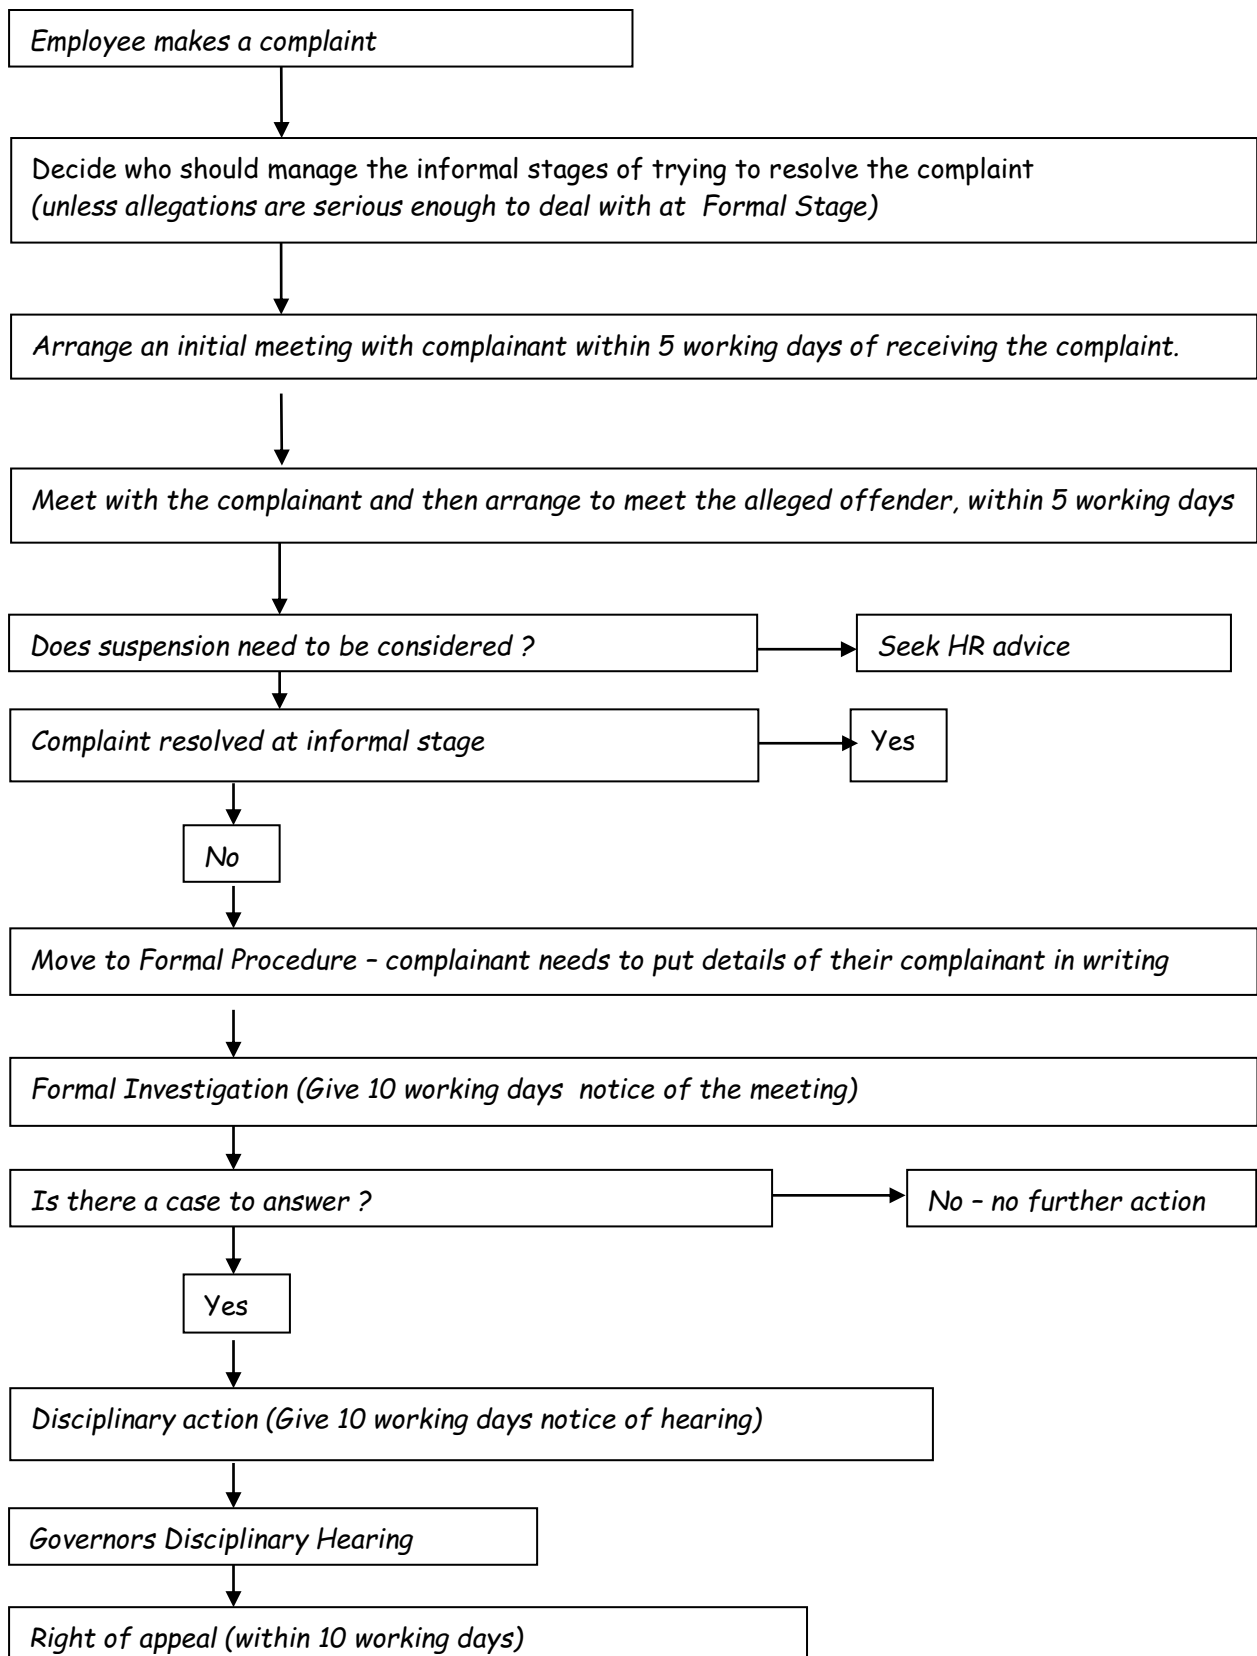 Employee makes a complaint
Decide who should manage the informal stages of trying to resolve the complaint
(unless allegations are serious enough to deal with at Formal Stage)
Arrange an initial meeting with complainant within 5 working days of receiving the complaint.
Meet with the complainant and then arrange to meet the alleged offender, within 5 working days
Does suspension need to be considered ?
Seek HR advice
Complaint resolved at informal stage
Yes
No
Move to Formal Procedure – complainant needs to put details of their complainant in writing
Formal Investigation (Give 10 working days notice of the meeting)
Is there a case to answer ?
No – no further action
Yes
Disciplinary action (Give 10 working days notice of hearing)
Governors Disciplinary Hearing
Right of appeal (within 10 working days)